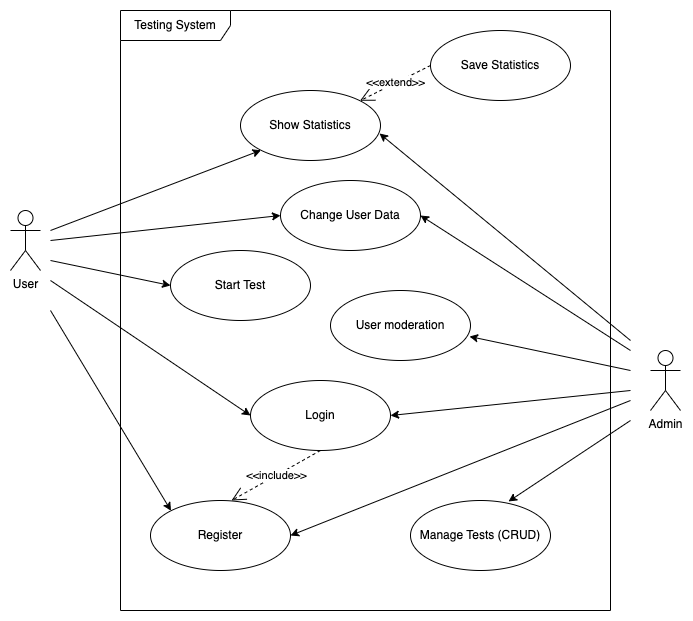 Testing System
Save Statistics
<<extend>>
Show Statistics
Change User Data
User
Start Test
User moderation
Login
Admin
<<include>>
Register
Manage Tests (CRUD)